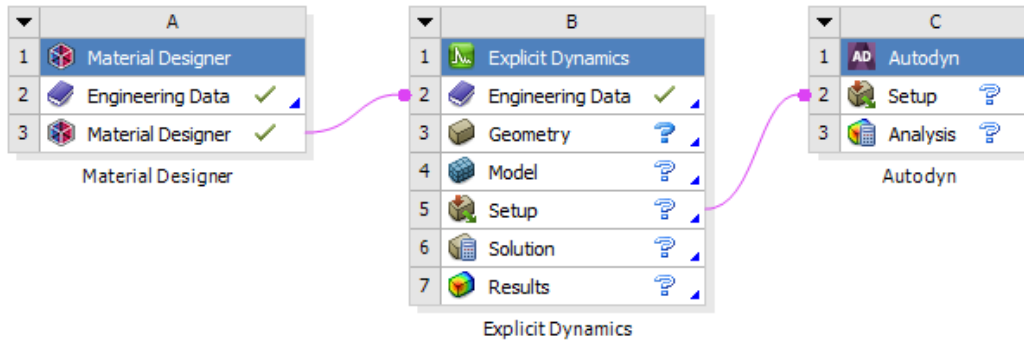 A
1 Material Designer
2 Engineering Data
3 Material Designer
Material Designer
B
1 Explicit Dynamics
2 Engineering Data
3 Geometry ?
4 Model ?
5 Setup ?
6 Solution ?
7 Results ?
Explicit Dynamics
C
1 AD Autodyn
2 Setup ?
3 Analysis ?
Autodyn